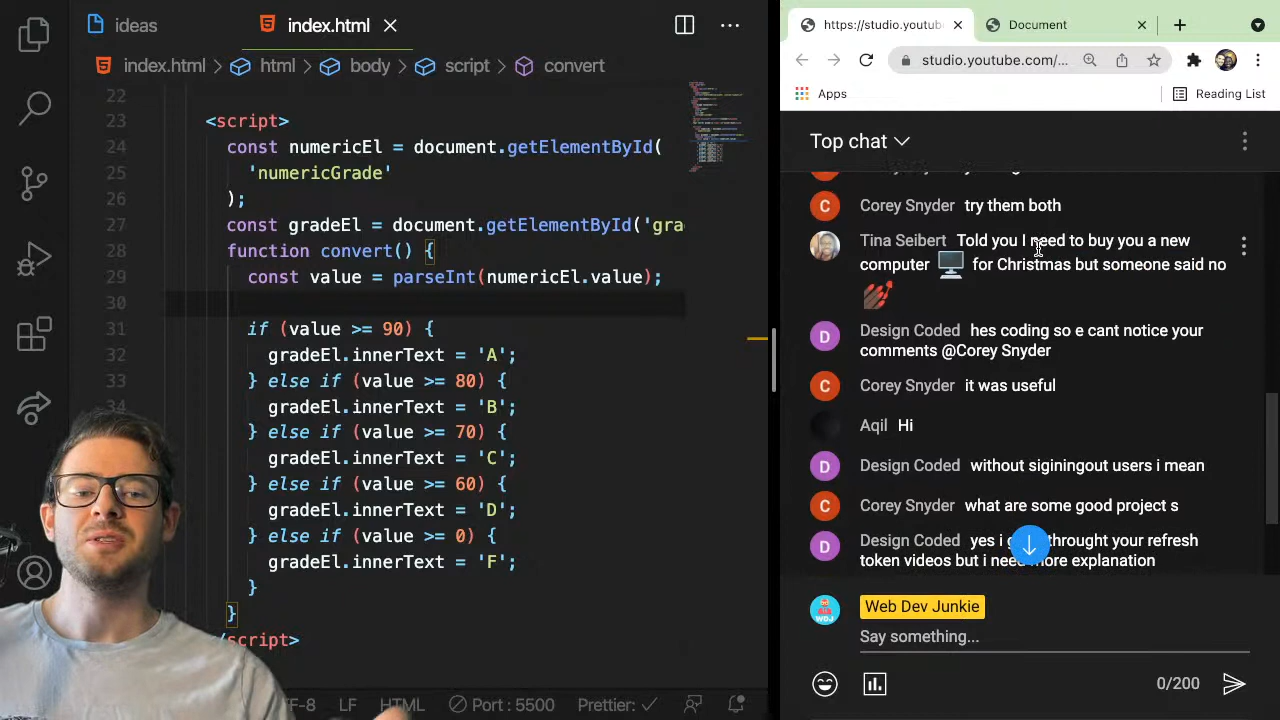 ideas
index.html
index.html > html > body > script > convert
22
23 <script>
24 const numericEl = document.getElementById(
25 'numericGrade'
26 );
27 const gradeEl = document.getElementById('gra
28 function convert() {
29 const value = parseInt(numericEl.value);
30
31 if (value >= 90) {
32 gradeEl.innerText = 'A';
33 } else if (value >= 80) {
34 gradeEl.innerText = 'B';
} else if (value >= 70) {
gradeEl.innerText = 'C';
} else if (value >= 60) {
gradeEl.innerText = 'D';
} else if (value >= 0) {
gradeEl.innerText = 'F';
}
}
/script>
F-8 LF HTML Port : 5500 Prettier: ✓
https://studio.youtub
Document
studio.youtube.com/...
Apps
Reading List
Top chat
Corey Snyder try them both
Tina Seibert Told you I need to buy you a new
computer 🖥️ for Christmas but someone said no
💅🏿
Design Coded hes coding so e cant notice your
comments @Corey Snyder
Corey Snyder it was useful
Aqil Hi
Design Coded without siginingout users i mean
Corey Snyder what are some good project s
Design Coded yes i throught your refresh
token videos but i need more explanation
WDJ
Web Dev Junkie
Say something...
0/200